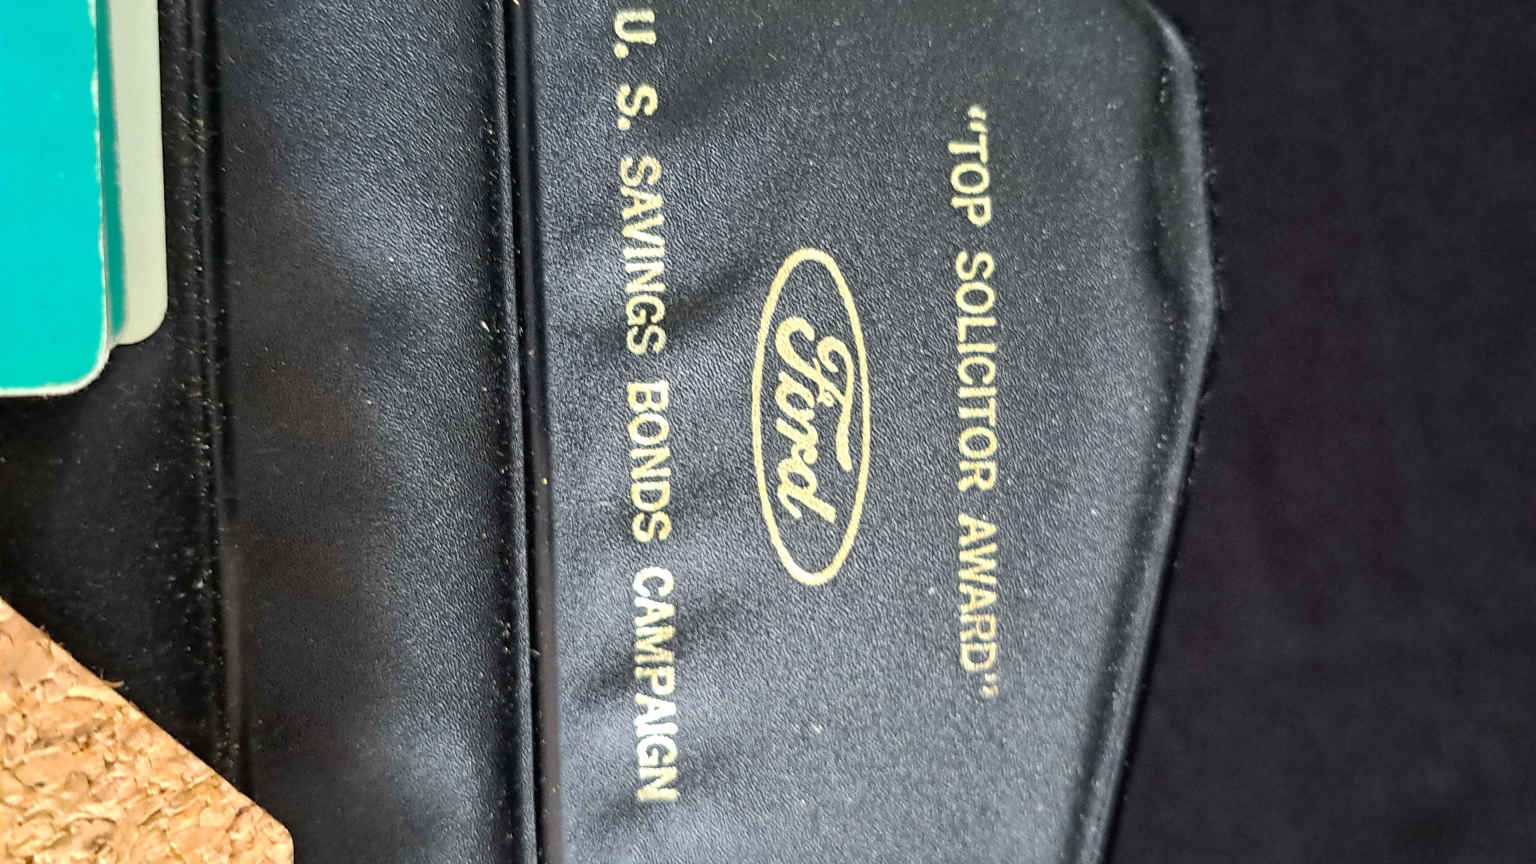 “TOP SOLICITOR AWARD”
Ford
U. S. SAVINGS BONDS CAMPAIGN